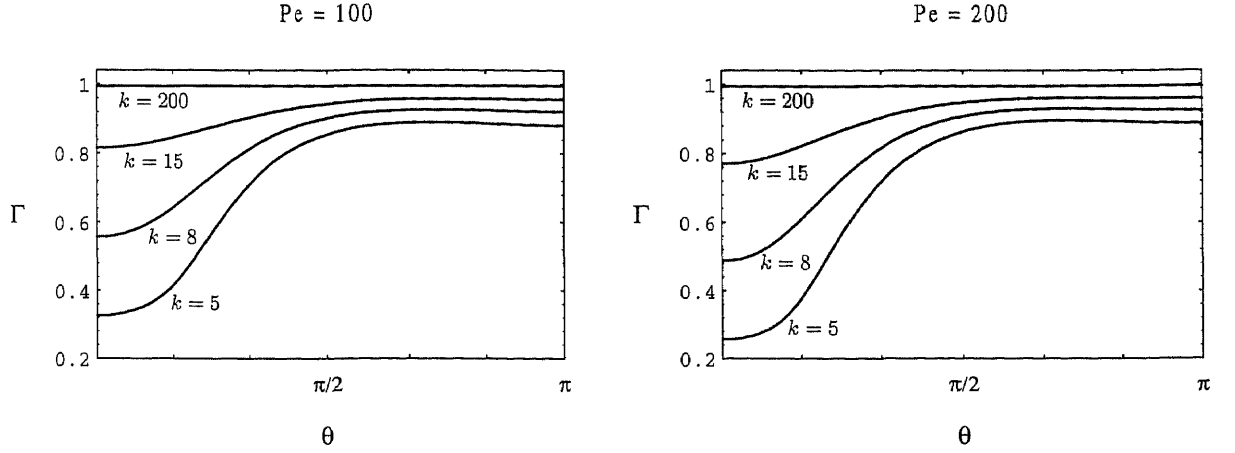 Pe = 100
1
k = 200
0.8
k = 15
Γ
0.6
k = 8
0.4
k = 5
0.2
π/2
π
θ
Pe = 200
1
k = 200
0.8
k = 15
Γ
0.6
k = 8
0.4
k = 5
0.2
π/2
π
θ